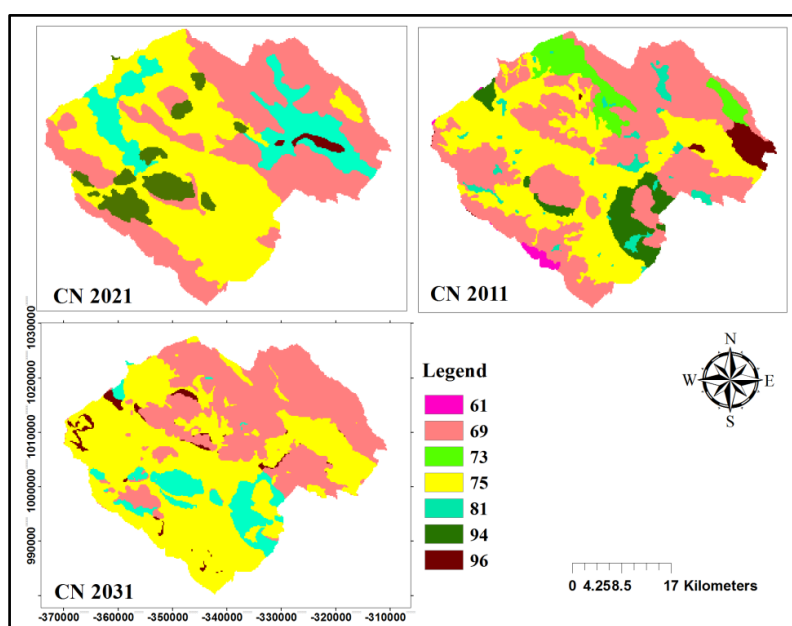 CN 2021
CN 2011
CN 2031
1030000
1020000
1010000
1000000
990000
-370000 -360000 -350000 -340000 -330000 -320000 -310000
Legend
61
69
73
75
81
94
96
N
W E
S
0 4.258.5 17 Kilometers